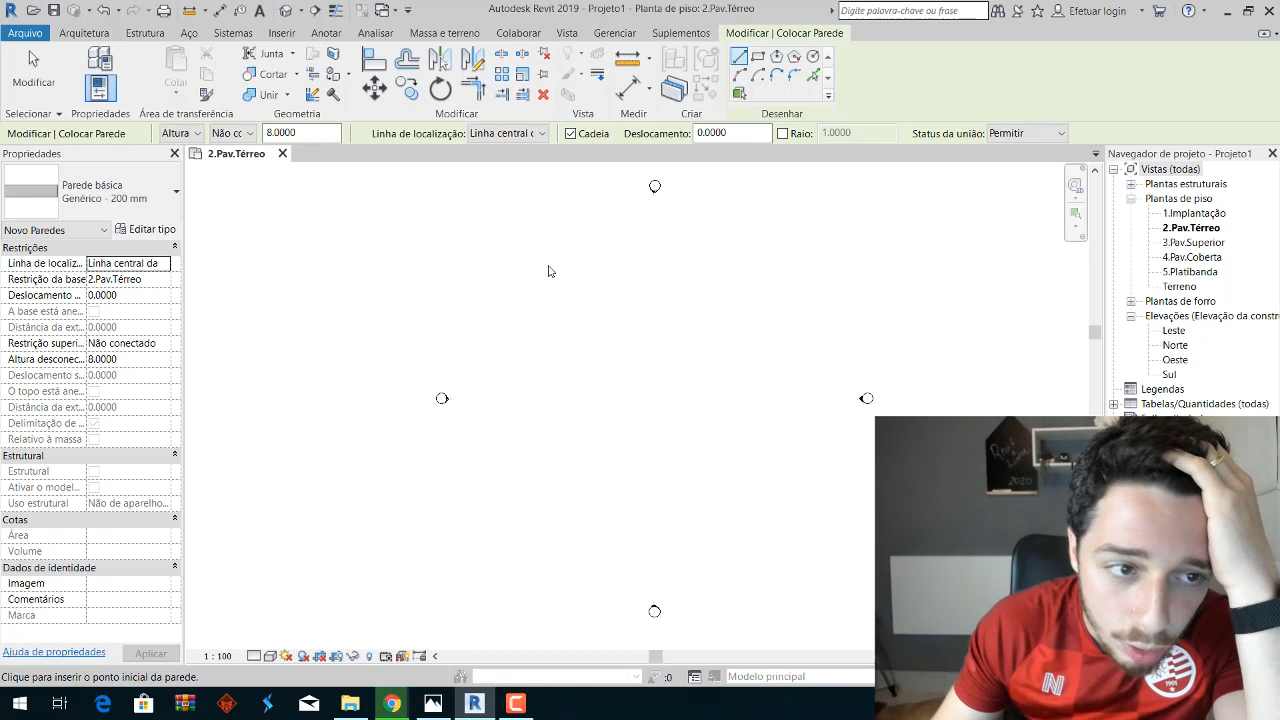 Autodesk Revit 2019 - Projeto1 - Planta de piso: 2.Pav.Térreo
Digite palavra-chave ou frase
Efetuar login
Arquivo Arquitetura Estrutura Aço Sistemas Inserir Anotar Analisar Massa e terreno Colaborar Vista Gerenciar Suplementos Modificar | Colocar Parede
Modificar
Colar
Junta
Cortar
Unir
Selecionar Propriedades Área de transferência Geometria Modificar Vista Medir Criar Desenhar
Modificar | Colocar Parede Altura Não co 8.0000 Linha de localização: Linha central c Cadeia Deslocamento: 0.0000 Raio: 1.0000 Status da união: Permitir
Propriedades
2.Pav.Térreo
Navegador de projeto - Projeto1
Parede básica
Genérico - 200 mm
Novo Paredes Editar tipo
Restrições
Linha de localiz... Linha central da
Restrição da base 2.Pav.Térreo
Deslocamento ... 0.0000
A base está ane...
Distância da ext... 0.0000
Restrição superi... Não conectado
Altura desconec... 8.0000
Deslocamento s... 0.0000
O topo está ane...
Distância da ext... 0.0000
Delimitação de ...
Relativo à massa
Estrutural
Estrutural
Ativar o model...
Uso estrutural Não de aparelho...
Cotas
Área
Volume
Dados de identidade
Imagem
Comentários
Marca
Ajuda de propriedades Aplicar
Vistas (todas)
Plantas estruturais
Plantas de piso
1.Implantação
2.Pav.Térreo
3.Pav.Superior
4.Pav.Coberta
5.Platibanda
Terreno
Plantas de forro
Elevações (Elevação da constr
Leste
Norte
Oeste
Sul
Legendas
Tabelas/Quantidades (todas)
1 : 100
Clique para inserir o ponto inicial da parede.
:0
Modelo principal
2020
N
1901